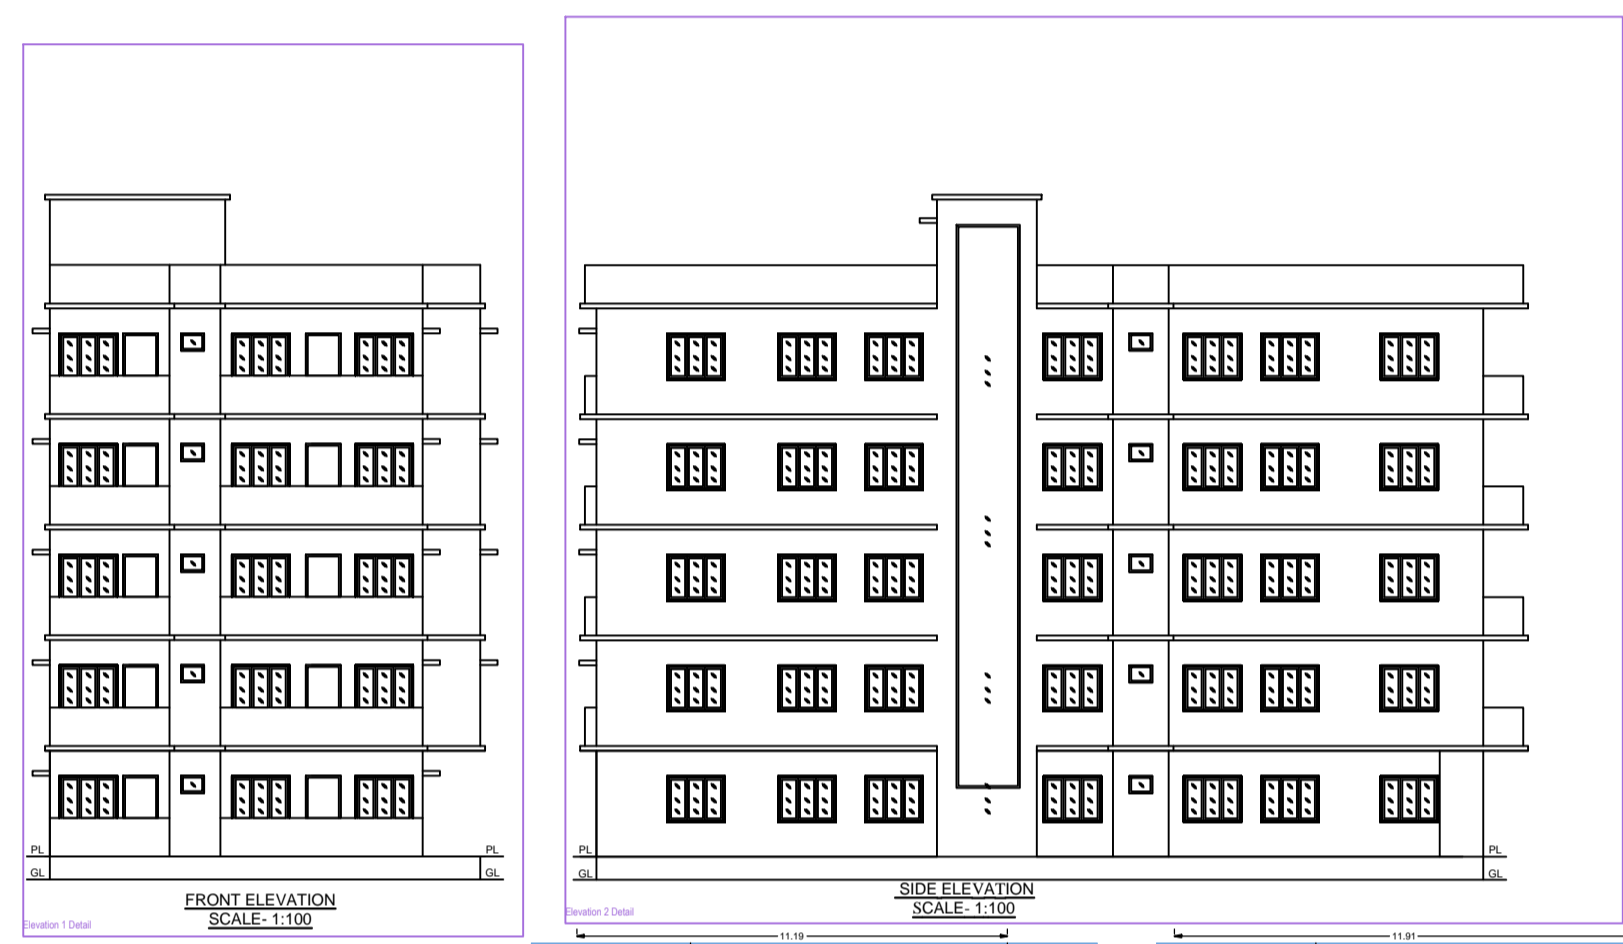 PL
PL
GL
GL
FRONT ELEVATION
SCALE- 1:100
Elevation 1 Detail
PL
PL
GL
GL
SIDE ELEVATION
SCALE- 1:100
Elevation 2 Detail
11.19
11.91